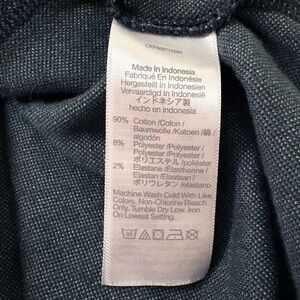 Made In Indonesia
Fabriqué En Indonésie
Hergestellt In Indonesien
Vervaardigd In Indonesien
インドネシア製
hecho en Indonesia
90% Cotton /Coton /
Baumwolle /Katoen /綿 /
algodón
8% Polyester /Polyester /
Polyester /Polyester /
ポリエステル /poliéster
2% Elastane /Elasthanne /
Elastan /Elastaan /
ポリウレタン /elastano
Machine Wash Cold With Like
Colors. Non-Chlorine Bleach
Only. Tumble Dry Low. Iron
On Lowest Setting.